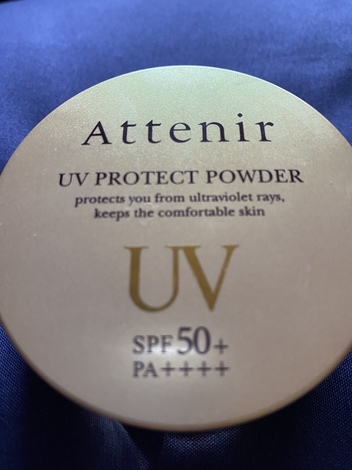 Attenir
UV PROTECT POWDER
protects you from ultraviolet rays,
keeps the comfortable skin
UV
SPF50+
PA++++